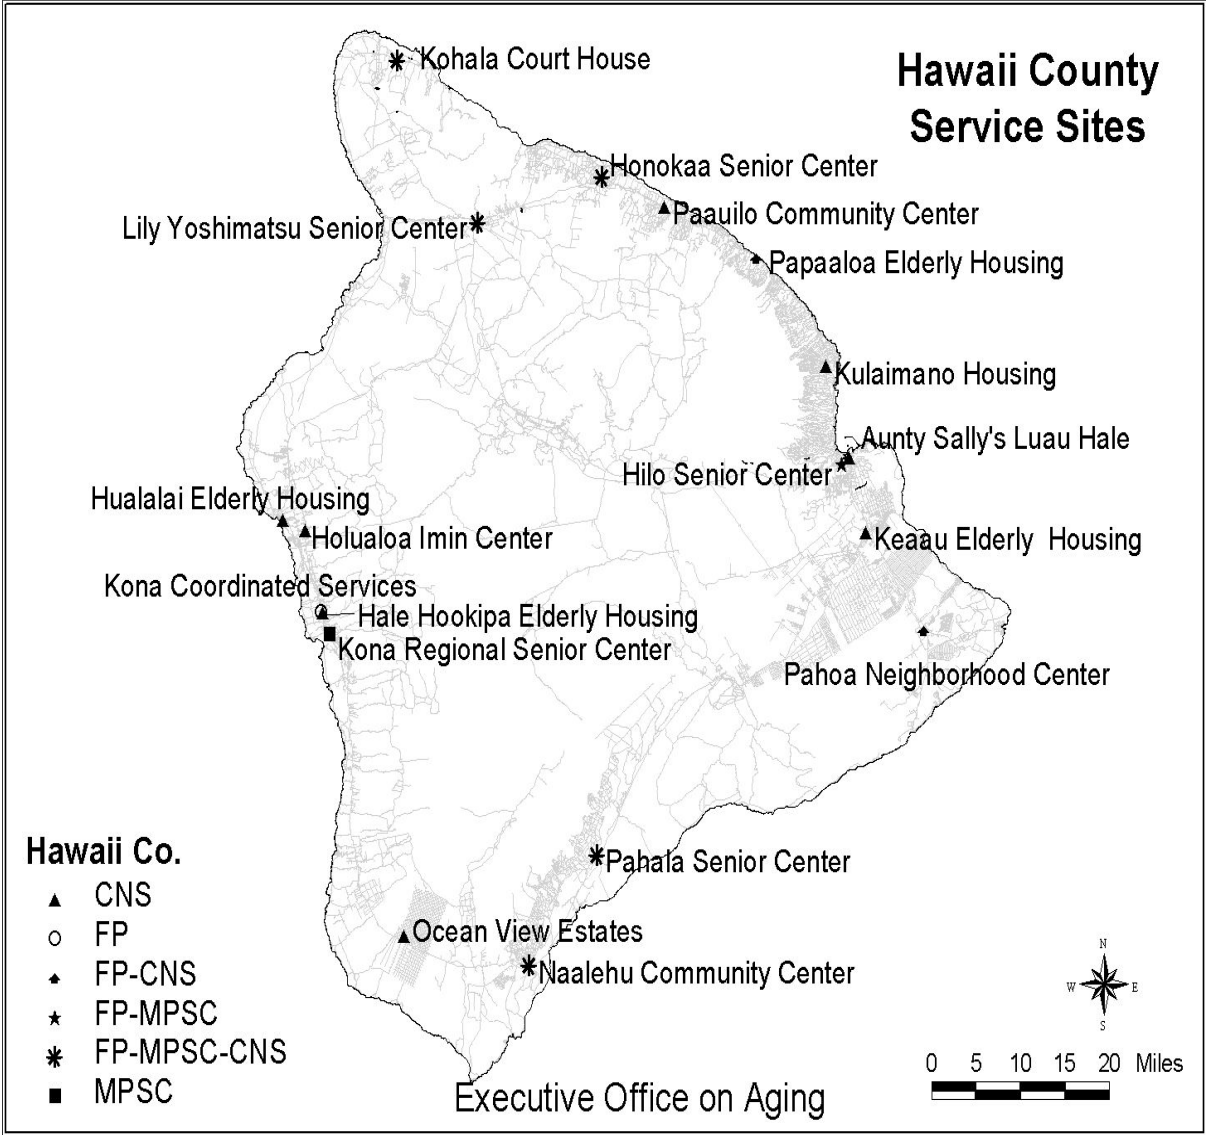 Kohala Court House
Hawaii County
Service Sites
Honokaa Senior Center
Lily Yoshimatsu Senior Center
Paauilo Community Center
Papaaloa Elderly Housing
Kulaimano Housing
Aunty Sally's Luau Hale
Hilo Senior Center
Hualalai Elderly Housing
Holualoa Imin Center
Keaau Elderly Housing
Kona Coordinated Services
Hale Hookipa Elderly Housing
Kona Regional Senior Center
Pahoa Neighborhood Center
Pahala Senior Center
Ocean View Estates
Naalehu Community Center
Hawaii Co.
CNS
FP
FP-CNS
FP-MPSC
FP-MPSC-CNS
MPSC
N
W E
S
0 5 10 15 20 Miles
Executive Office on Aging